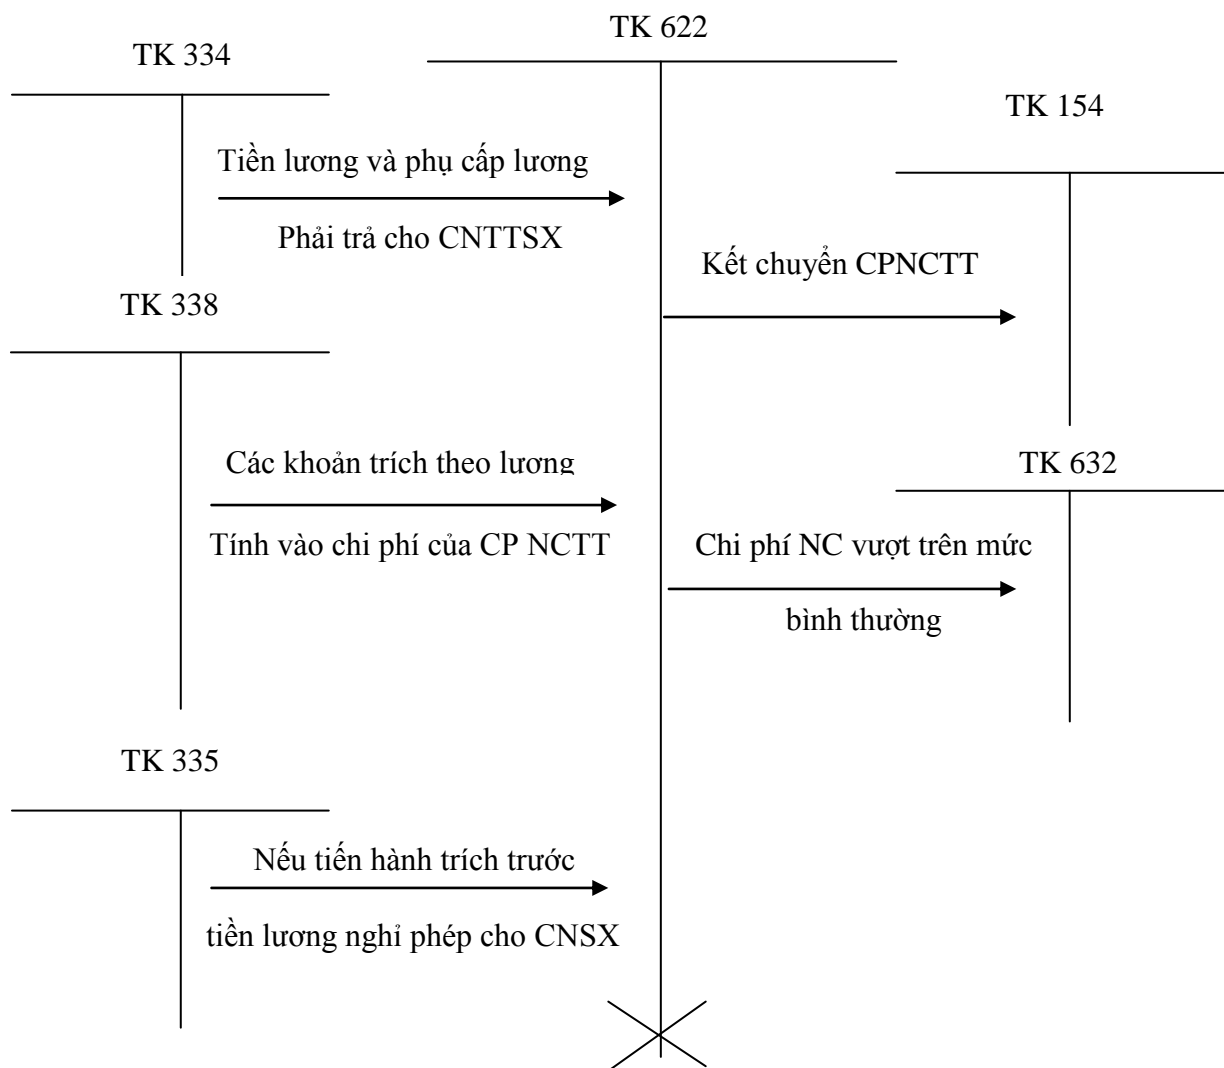 TK 622
TK 334
TK 154
Tiền lương và phụ cấp lương
Phải trả cho CNTTSX
Kết chuyển CPNCTT
TK 338
Các khoản trích theo lương
TK 632
Tính vào chi phí của CP NCTT
Chi phí NC vượt trên mức
bình thường
TK 335
Nếu tiến hành trích trước
tiền lương nghỉ phép cho CNSX